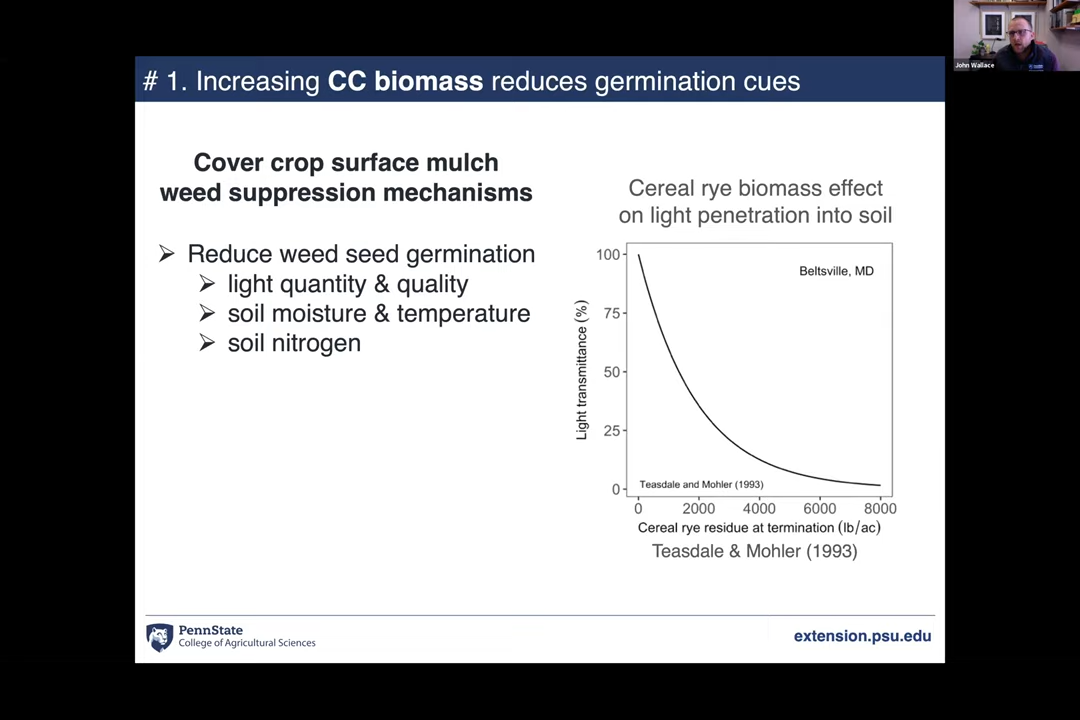 # 1. Increasing CC biomass reduces germination cues
John Wallace
Cover crop surface mulch
weed suppression mechanisms
➢ Reduce weed seed germination
➢ light quantity & quality
➢ soil moisture & temperature
➢ soil nitrogen
Cereal rye biomass effect
on light penetration into soil
Beltsville, MD
Light transmittance (%)
100
75
50
25
0
Teasdale and Mohler (1993)
0 2000 4000 6000 8000
Cereal rye residue at termination (lb/ac)
Teasdale & Mohler (1993)
PennState
College of Agricultural Sciences
extension.psu.edu